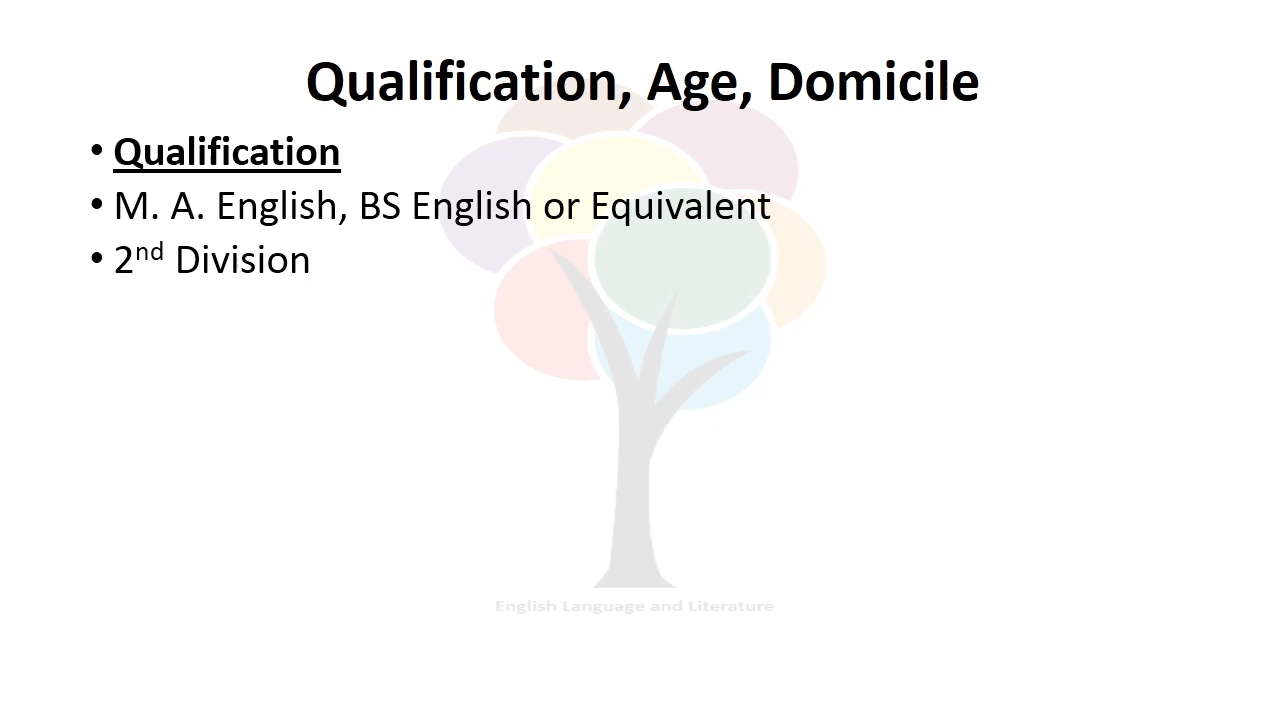 Qualification, Age, Domicile
• Qualification
• M. A. English, BS English or Equivalent
• 2nd Division
English Language and Literature